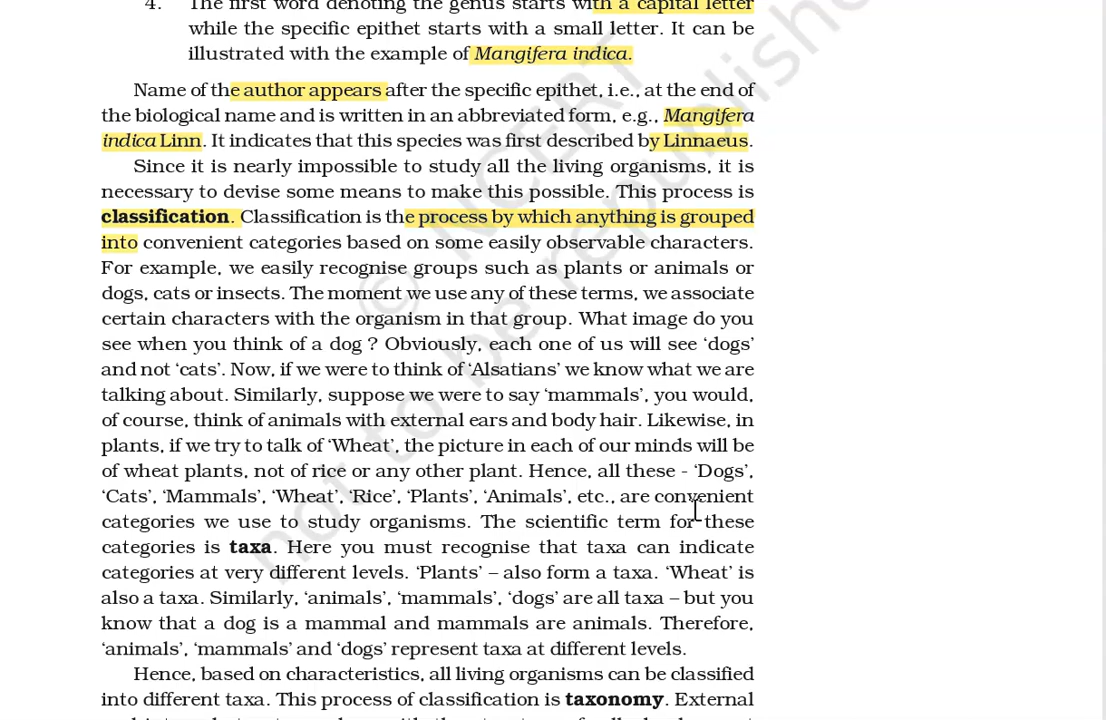 4. The first word denoting the genus starts with a capital letter
while the specific epithet starts with a small letter. It can be
illustrated with the example of Mangifera indica.
Name of the author appears after the specific epithet, i.e., at the end of
the biological name and is written in an abbreviated form, e.g., Mangifera
indica Linn. It indicates that this species was first described by Linnaeus.
Since it is nearly impossible to study all the living organisms, it is
necessary to devise some means to make this possible. This process is
classification. Classification is the process by which anything is grouped
into convenient categories based on some easily observable characters.
For example, we easily recognise groups such as plants or animals or
dogs, cats or insects. The moment we use any of these terms, we associate
certain characters with the organism in that group. What image do you
see when you think of a dog ? Obviously, each one of us will see ‘dogs’
and not ‘cats’. Now, if we were to think of ‘Alsatians’ we know what we are
talking about. Similarly, suppose we were to say ‘mammals’, you would,
of course, think of animals with external ears and body hair. Likewise, in
plants, if we try to talk of ‘Wheat’, the picture in each of our minds will be
of wheat plants, not of rice or any other plant. Hence, all these - ‘Dogs’,
‘Cats’, ‘Mammals’, ‘Wheat’, ‘Rice’, ‘Plants’, ‘Animals’, etc., are convenient
categories we use to study organisms. The scientific term for these
categories is taxa. Here you must recognise that taxa can indicate
categories at very different levels. ‘Plants’ – also form a taxa. ‘Wheat’ is
also a taxa. Similarly, ‘animals’, ‘mammals’, ‘dogs’ are all taxa – but you
know that a dog is a mammal and mammals are animals. Therefore,
‘animals’, ‘mammals’ and ‘dogs’ represent taxa at different levels.
Hence, based on characteristics, all living organisms can be classified
into different taxa. This process of classification is taxonomy. External
© NCERT
not to be republishe